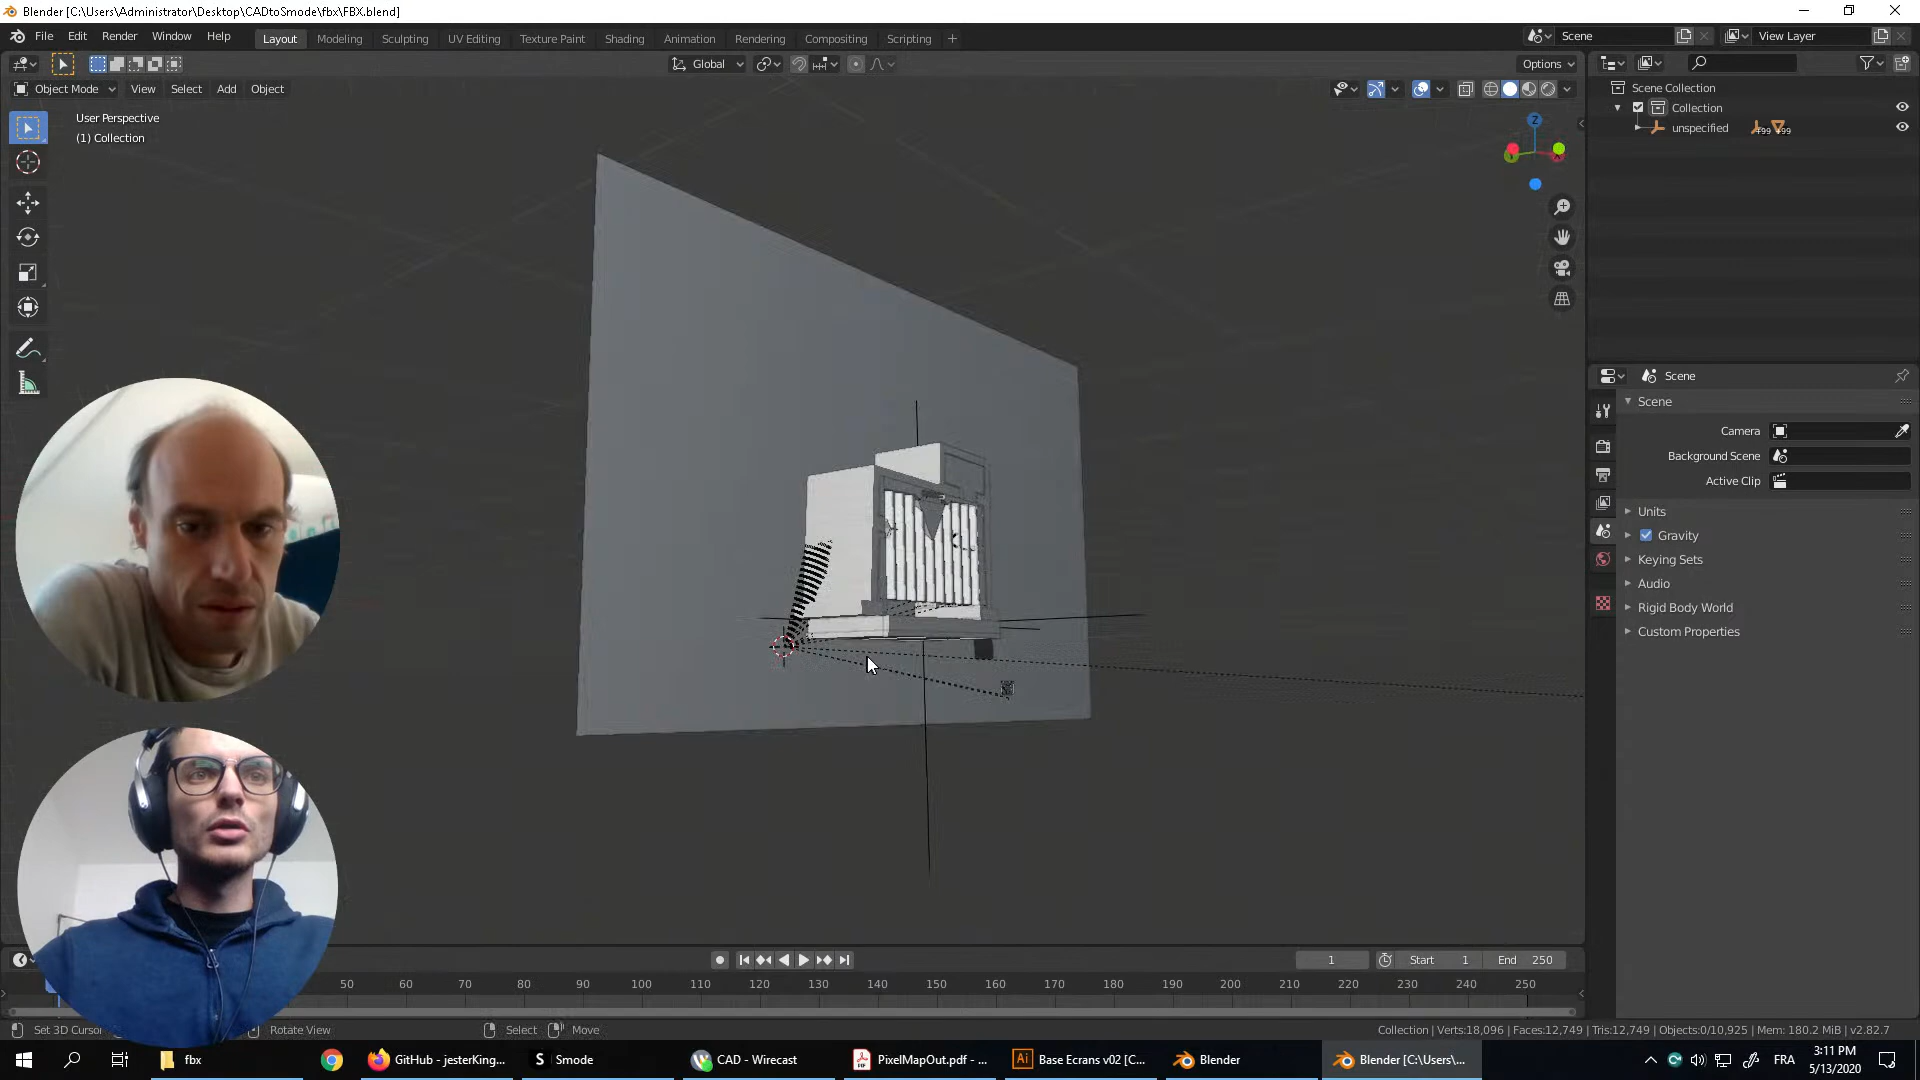 Blender [C:\Users\Administrator\Desktop\CADtoSmode\fbx\FBX.blend]
File Edit Render Window Help
Layout Modeling Sculpting UV Editing Texture Paint Shading Animation Rendering Compositing Scripting
Scene
View Layer
Global
Options
Object Mode View Select Add Object
User Perspective
(1) Collection
Z
Scene Collection
Collection
unspecified
+99 +99
Scene
Scene
Camera
Background Scene
Active Clip
Units
Gravity
Keying Sets
Audio
Rigid Body World
Custom Properties
1
Start 1
End 250
50 60 70 80 90 100 110 120 130 140 150 160 170 180 190 200 210 220 230 240 250
Set 3D Cursor
Rotate View
Select
Move
Collection | Verts:18,096 | Faces:12,749 | Tris:12,749 | Objects:0/10,925 | Mem: 180.2 MiB | v2.82.7
fbx
GitHub - jesterKing...
Smode
CAD - Wirecast
PixelMapOut.pdf - ...
Base Ecrans v02 [C...
Blender
Blender [C:\Users\...
FRA
3:11 PM
5/13/2020